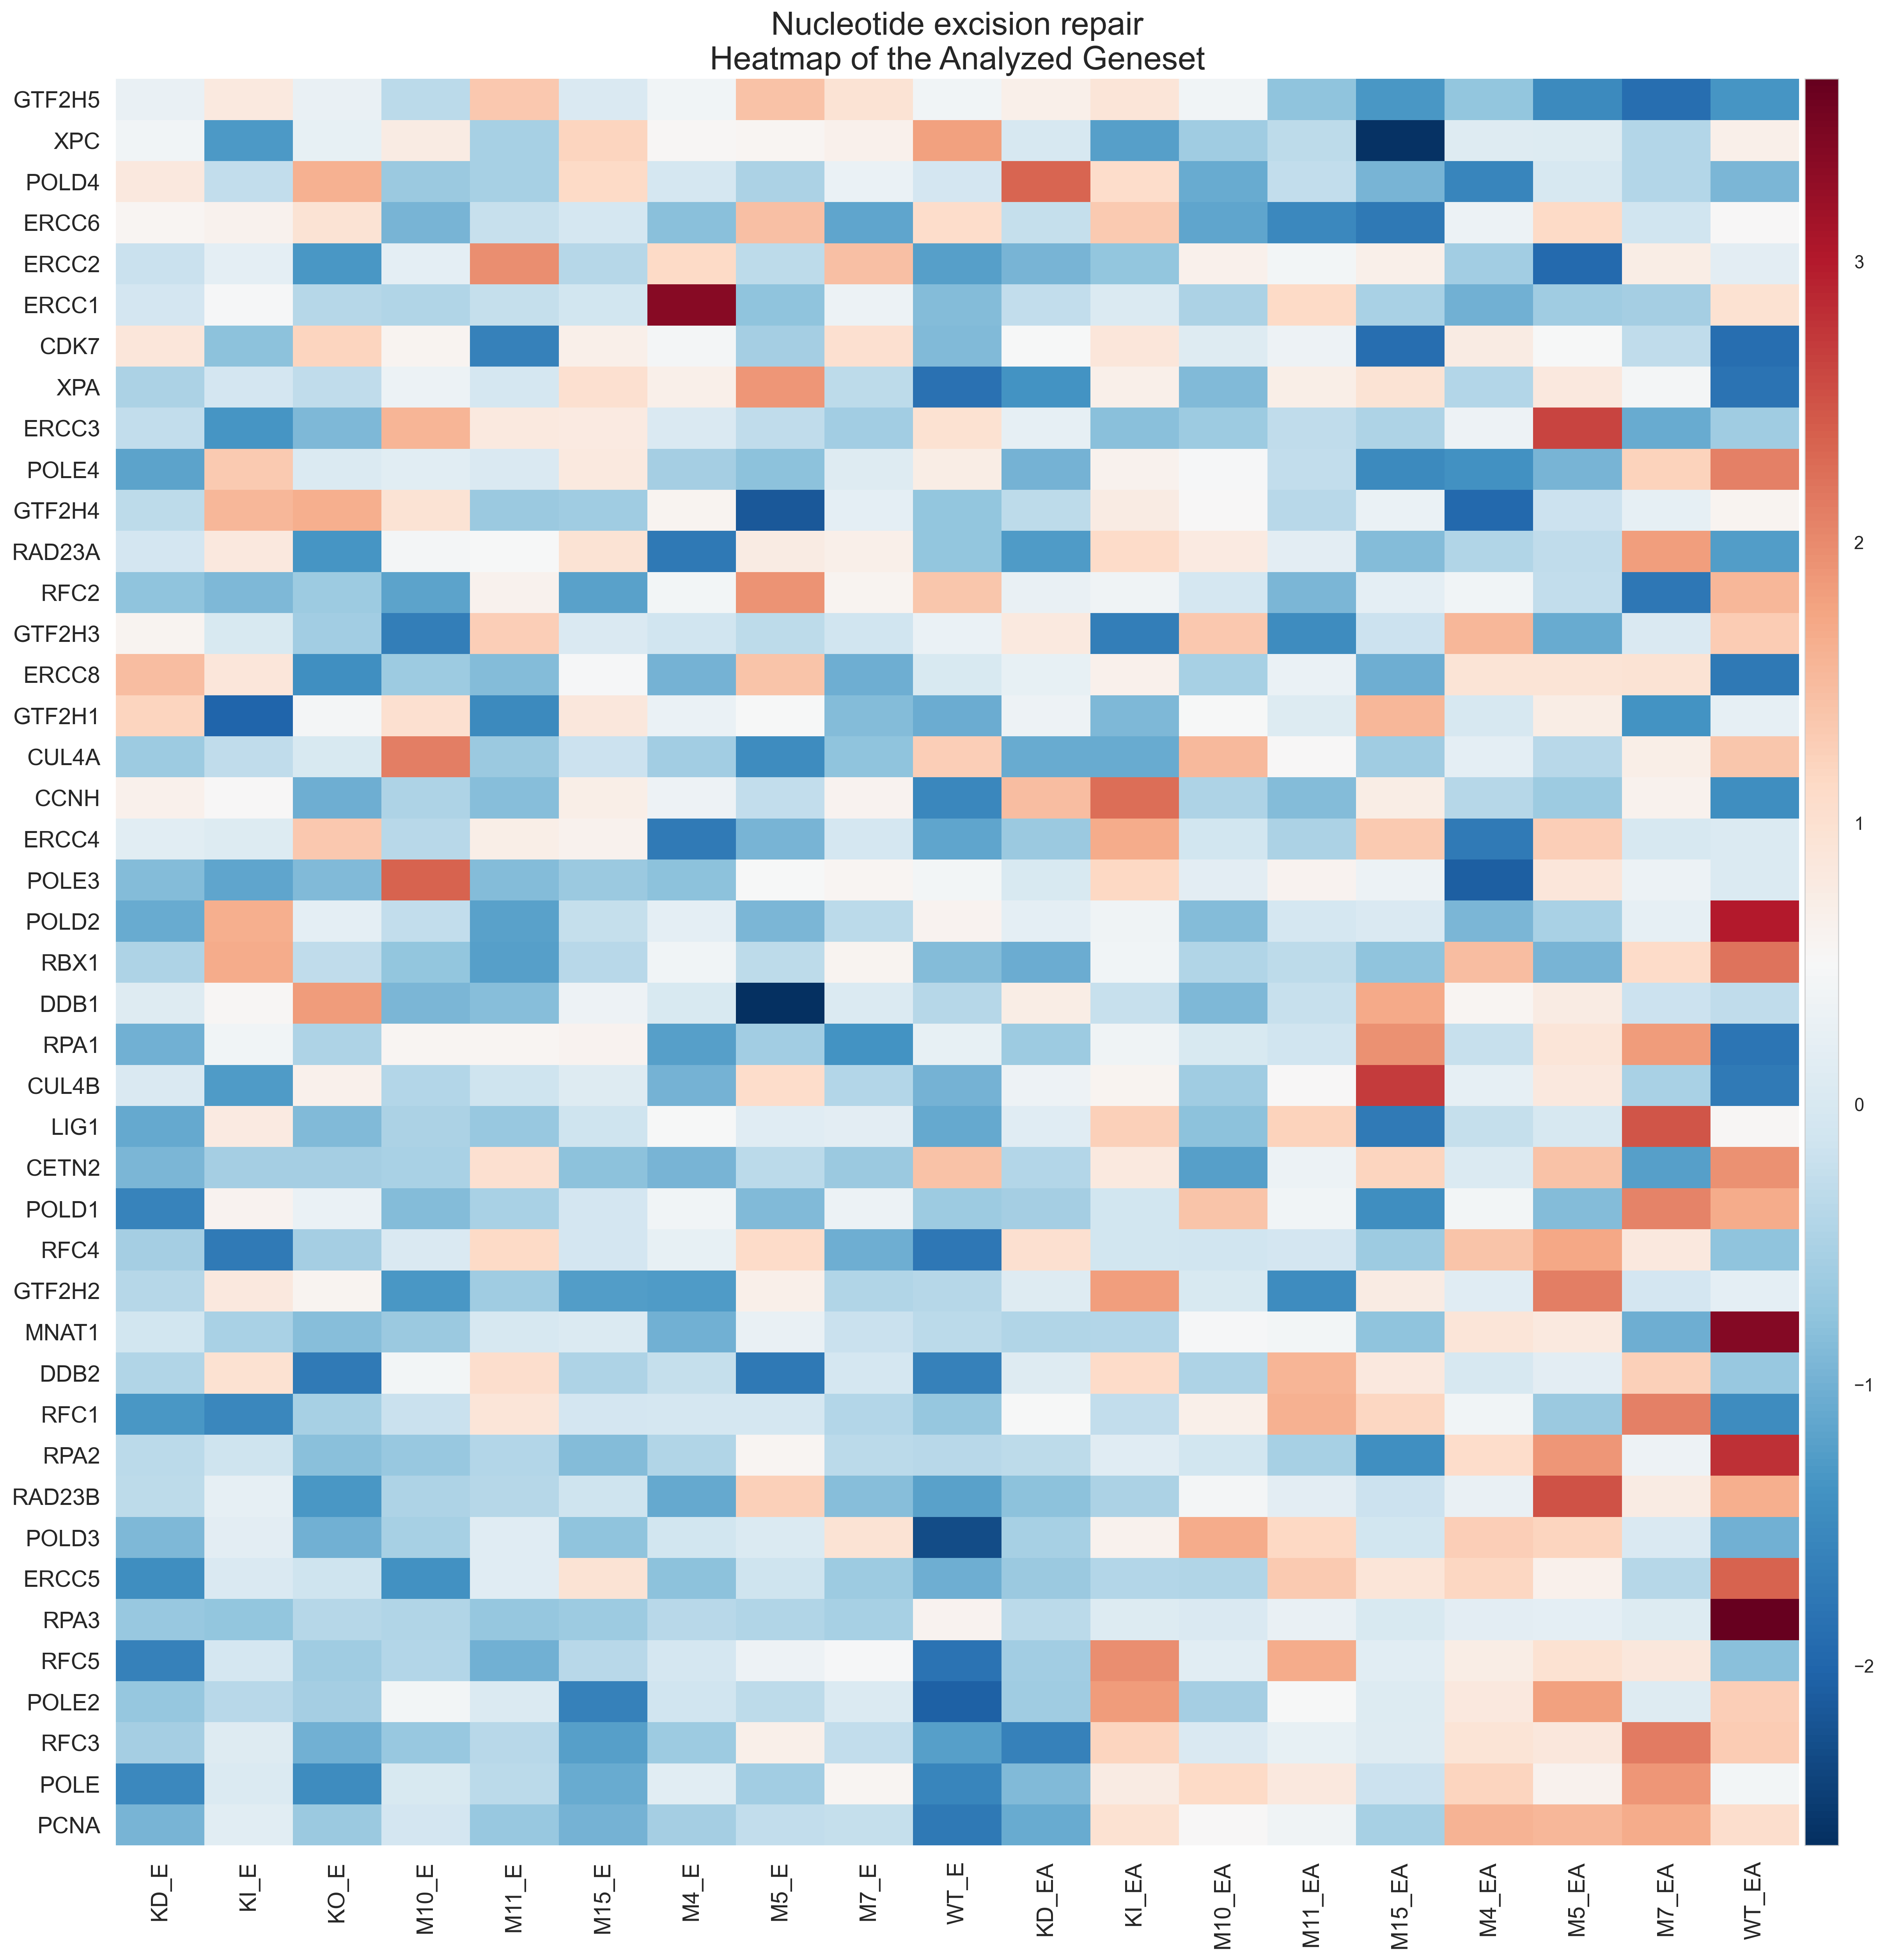 Nucleotide excision repair
Heatmap of the Analyzed Geneset
GTF2H5
XPC
POLD4
ERCC6
ERCC2
ERCC1
CDK7
XPA
ERCC3
POLE4
GTF2H4
RAD23A
RFC2
GTF2H3
ERCC8
GTF2H1
CUL4A
CCNH
ERCC4
POLE3
POLD2
RBX1
DDB1
RPA1
CUL4B
LIG1
CETN2
POLD1
RFC4
GTF2H2
MNAT1
DDB2
RFC1
RPA2
RAD23B
POLD3
ERCC5
RPA3
RFC5
POLE2
RFC3
POLE
PCNA
KD_E
KI_E
KO_E
M10_E
M11_E
M15_E
M4_E
M5_E
M7_E
WT_E
KD_EA
KI_EA
M10_EA
M11_EA
M15_EA
M4_EA
M5_EA
M7_EA
WT_EA
3
2
1
0
−1
−2